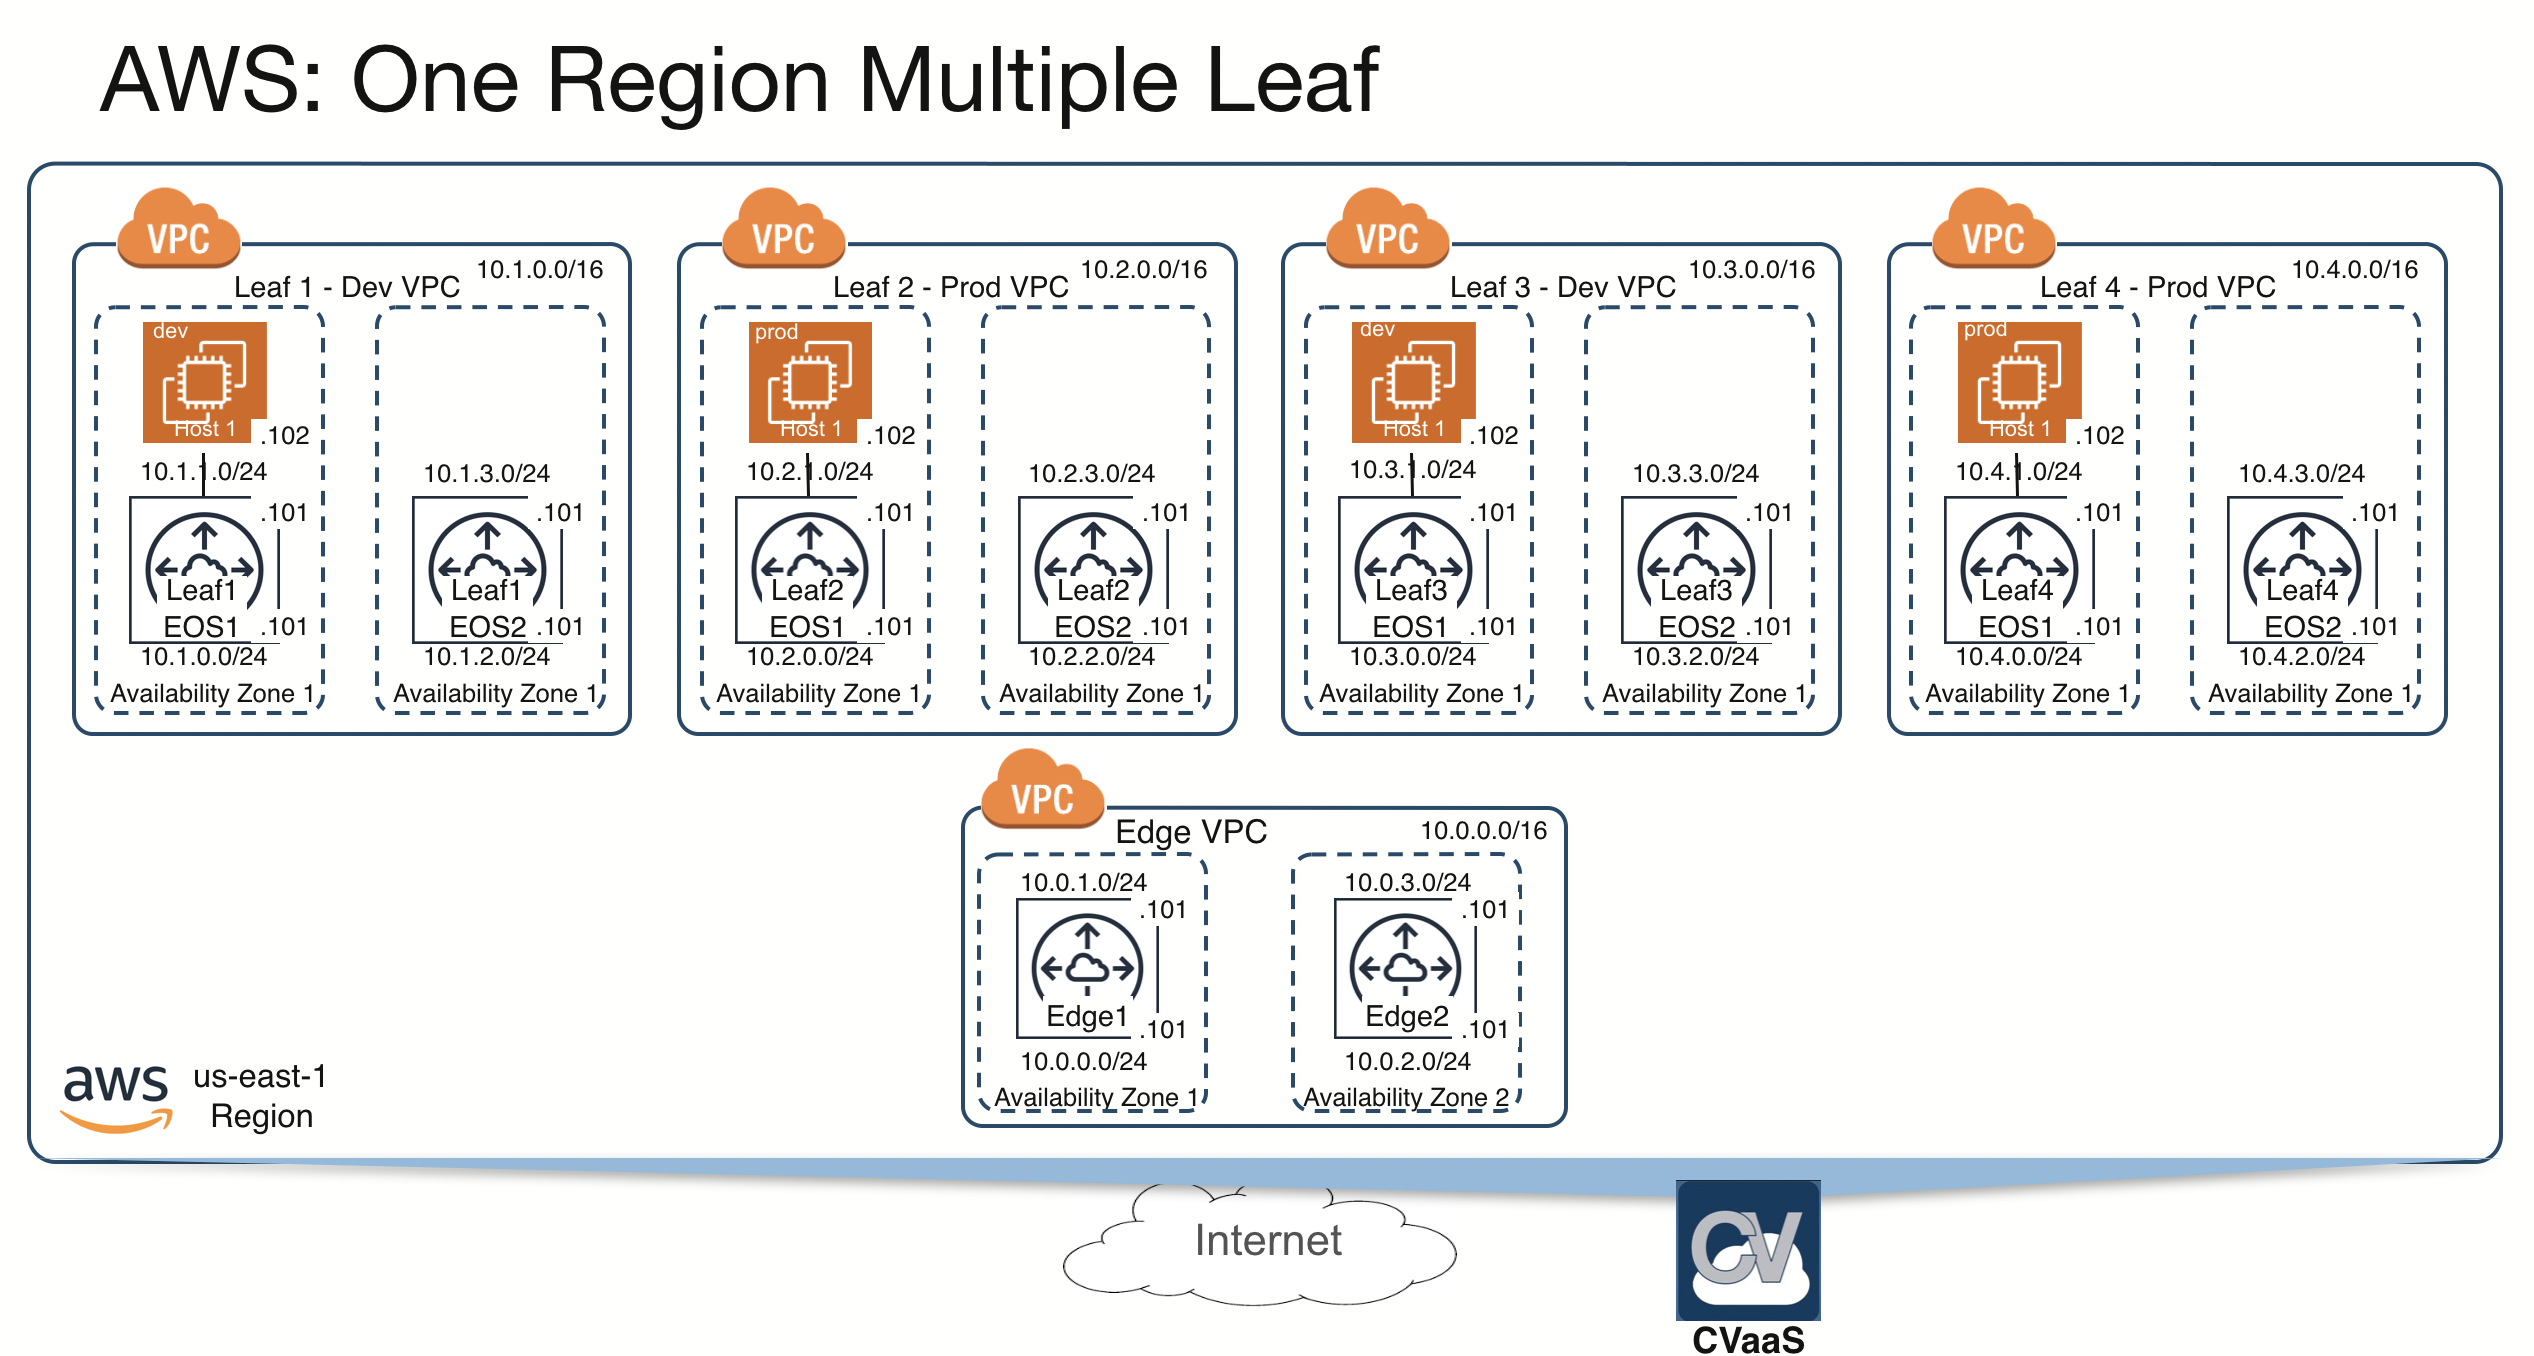 AWS: One Region Multiple Leaf
VPC
Leaf 1 - Dev VPC
10.1.0.0/16
dev
Host 1
.102
10.1.1.0/24
.101
Leaf1
EOS1
.101
10.1.0.0/24
Availability Zone 1
10.1.3.0/24
.101
Leaf1
EOS2
.101
10.1.2.0/24
Availability Zone 1
VPC
Leaf 2 - Prod VPC
10.2.0.0/16
prod
Host 1
.102
10.2.1.0/24
.101
Leaf2
EOS1
.101
10.2.0.0/24
Availability Zone 1
10.2.3.0/24
.101
Leaf2
EOS2
.101
10.2.2.0/24
Availability Zone 1
VPC
Leaf 3 - Dev VPC
10.3.0.0/16
dev
Host 1
.102
10.3.1.0/24
.101
Leaf3
EOS1
.101
10.3.0.0/24
Availability Zone 1
10.3.3.0/24
.101
Leaf3
EOS2
.101
10.3.2.0/24
Availability Zone 1
VPC
Leaf 4 - Prod VPC
10.4.0.0/16
prod
Host 1
.102
10.4.1.0/24
.101
Leaf4
EOS1
.101
10.4.0.0/24
Availability Zone 1
10.4.3.0/24
.101
Leaf4
EOS2
.101
10.4.2.0/24
Availability Zone 1
VPC
Edge VPC
10.0.0.0/16
10.0.1.0/24
.101
Edge1
.101
10.0.0.0/24
Availability Zone 1
10.0.3.0/24
.101
Edge2
.101
10.0.2.0/24
Availability Zone 2
aws
us-east-1
Region
Internet
CV
CVaaS